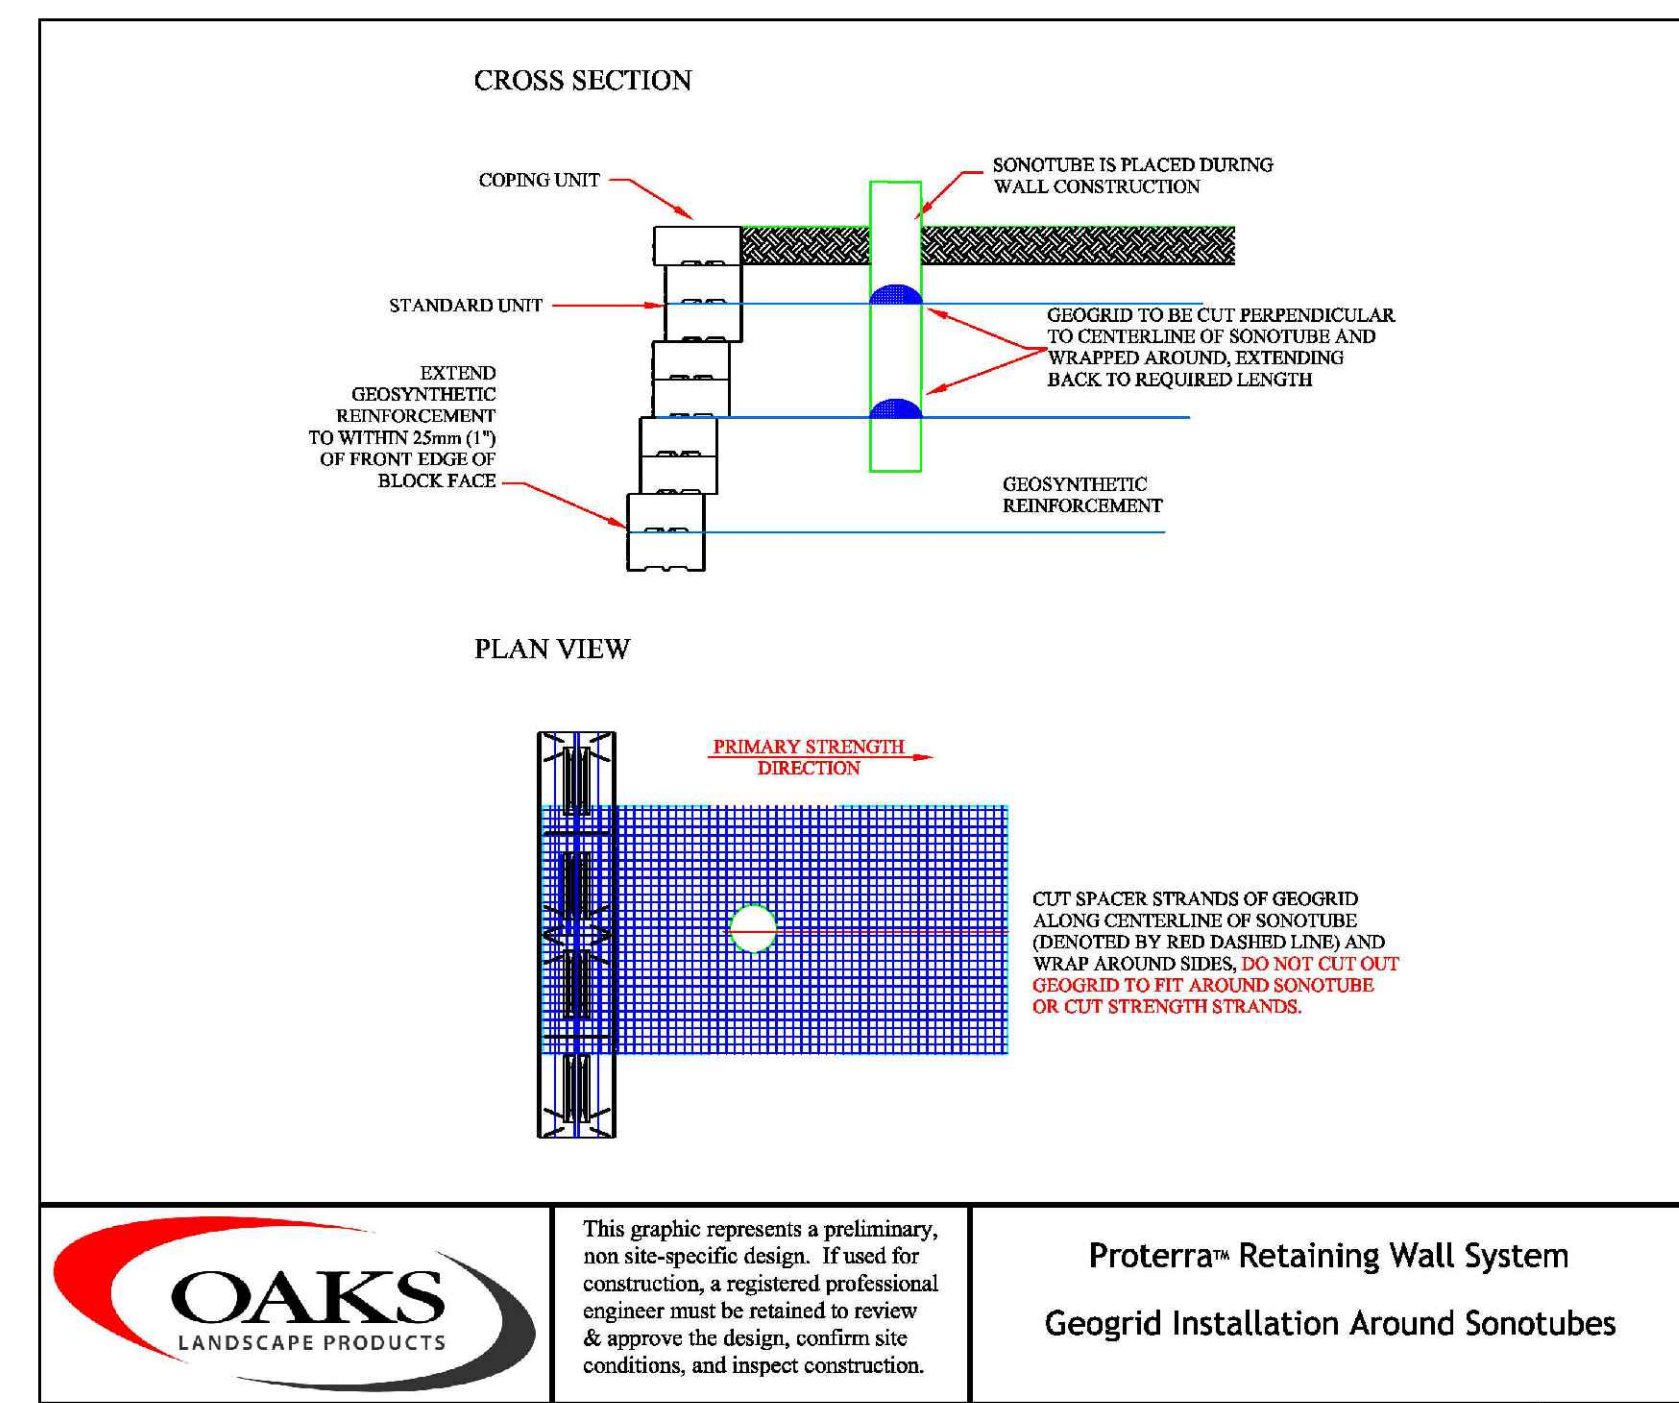 CROSS SECTION
COPING UNIT
SONOTUBE IS PLACED DURING
WALL CONSTRUCTION
STANDARD UNIT
GEOGRID TO BE CUT PERPENDICULAR
TO CENTERLINE OF SONOTUBE AND
WRAPPED AROUND, EXTENDING
BACK TO REQUIRED LENGTH
EXTEND
GEOSYNTHETIC
REINFORCEMENT
TO WITHIN 25mm (1")
OF FRONT EDGE OF
BLOCK FACE
GEOSYNTHETIC
REINFORCEMENT
PLAN VIEW
PRIMARY STRENGTH
DIRECTION
CUT SPACER STRANDS OF GEOGRID
ALONG CENTERLINE OF SONOTUBE
(DENOTED BY RED DASHED LINE) AND
WRAP AROUND SIDES, DO NOT CUT OUT
GEOGRID TO FIT AROUND SONOTUBE
OR CUT STRENGTH STRANDS.
OAKS
LANDSCAPE PRODUCTS
This graphic represents a preliminary,
non site-specific design. If used for
construction, a registered professional
engineer must be retained to review
& approve the design, confirm site
conditions, and inspect construction.
Proterra™ Retaining Wall System
Geogrid Installation Around Sonotubes